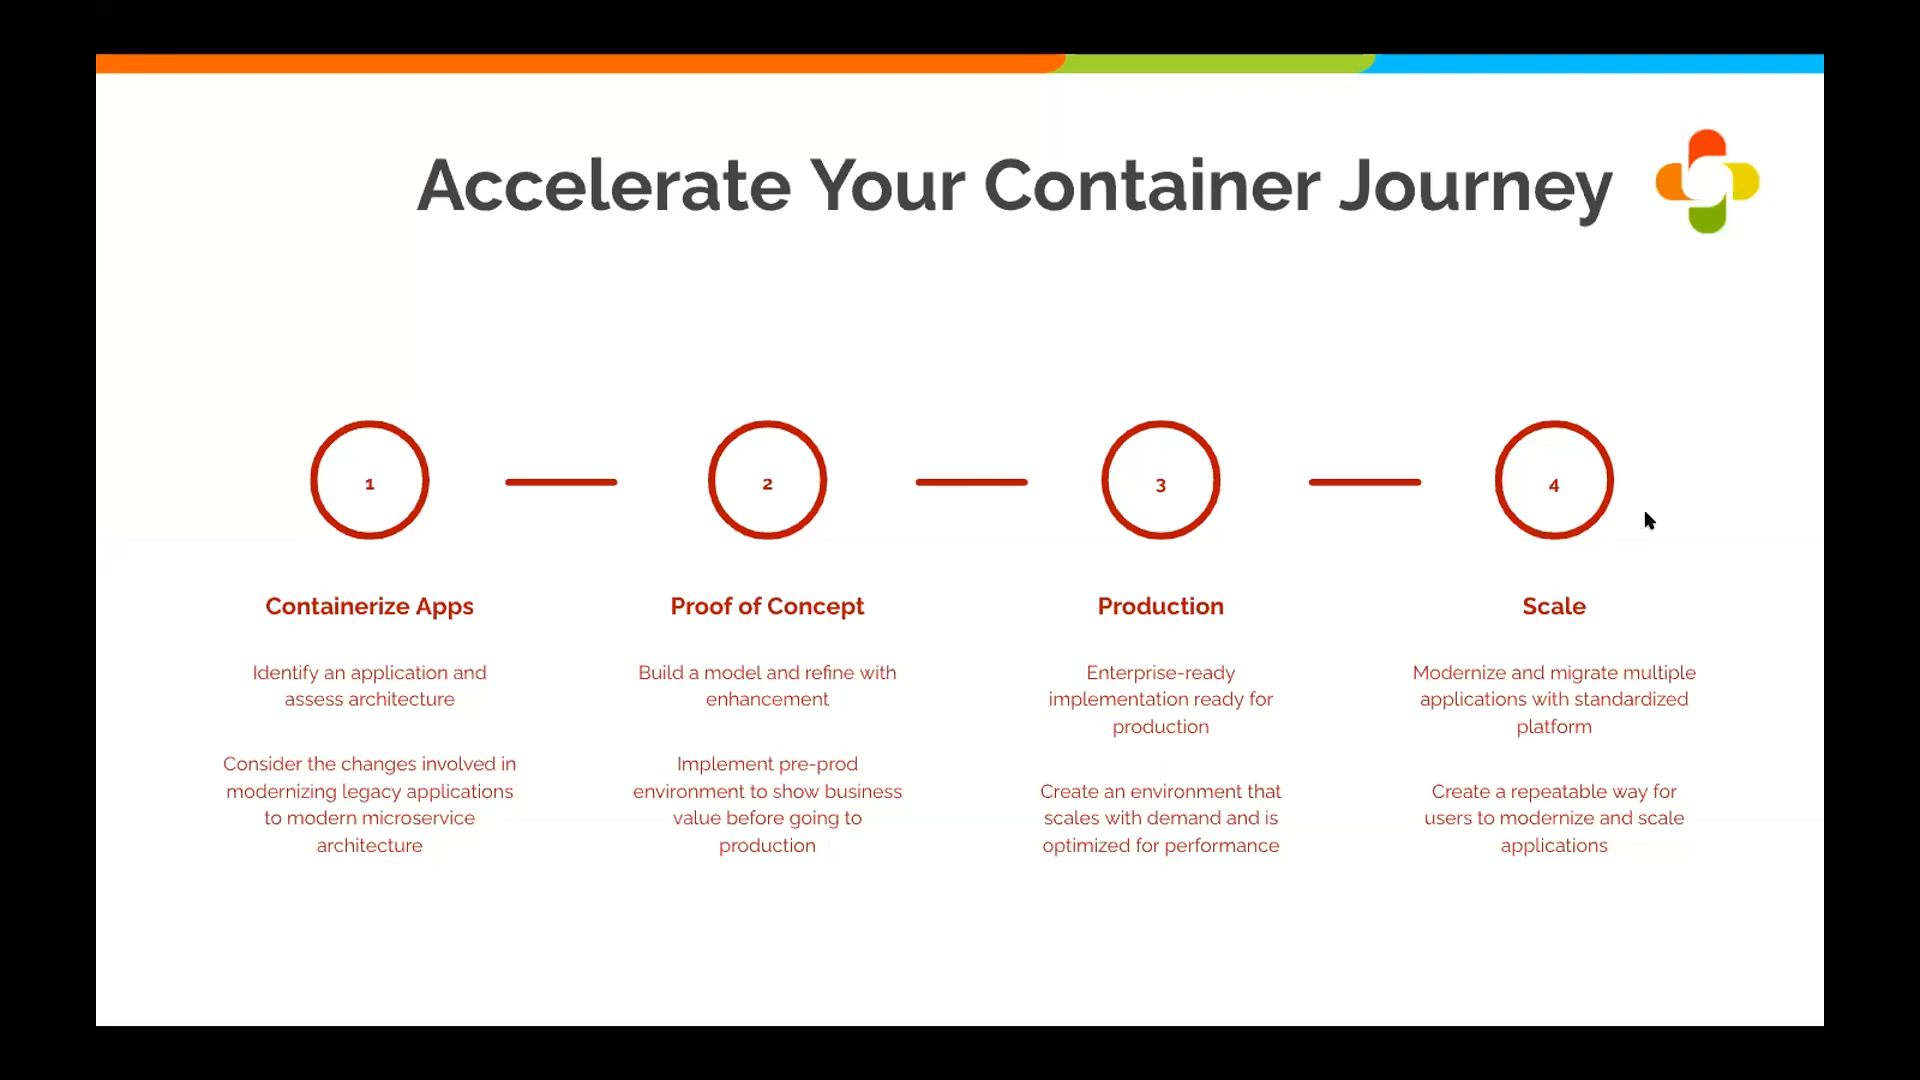 Accelerate Your Container Journey
1
2
3
4
Containerize Apps
Identify an application and
assess architecture
Consider the changes involved in
modernizing legacy applications
to modern microservice
architecture
Proof of Concept
Build a model and refine with
enhancement
Implement pre-prod
environment to show business
value before going to
production
Production
Enterprise-ready
implementation ready for
production
Create an environment that
scales with demand and is
optimized for performance
Scale
Modernize and migrate multiple
applications with standardized
platform
Create a repeatable way for
users to modernize and scale
applications